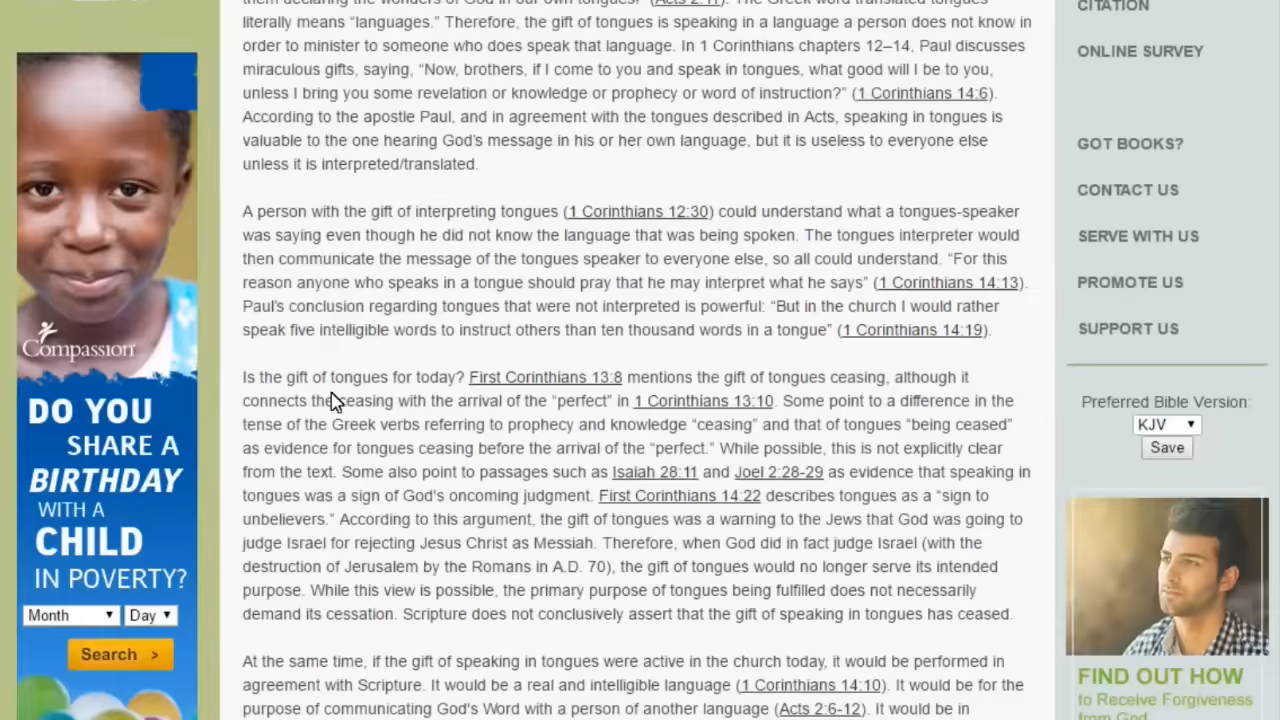 them declaring the wonders of God in our own tongues!" (Acts 2:11). The Greek word translated tongues
literally means “languages.” Therefore, the gift of tongues is speaking in a language a person does not know in
order to minister to someone who does speak that language. In 1 Corinthians chapters 12–14, Paul discusses
miraculous gifts, saying, “Now, brothers, if I come to you and speak in tongues, what good will I be to you,
unless I bring you some revelation or knowledge or prophecy or word of instruction?” (1 Corinthians 14:6).
According to the apostle Paul, and in agreement with the tongues described in Acts, speaking in tongues is
valuable to the one hearing God’s message in his or her own language, but it is useless to everyone else
unless it is interpreted/translated.
A person with the gift of interpreting tongues (1 Corinthians 12:30) could understand what a tongues-speaker
was saying even though he did not know the language that was being spoken. The tongues interpreter would
then communicate the message of the tongues speaker to everyone else, so all could understand. “For this
reason anyone who speaks in a tongue should pray that he may interpret what he says” (1 Corinthians 14:13).
Paul’s conclusion regarding tongues that were not interpreted is powerful: “But in the church I would rather
speak five intelligible words to instruct others than ten thousand words in a tongue” (1 Corinthians 14:19).
Is the gift of tongues for today? First Corinthians 13:8 mentions the gift of tongues ceasing, although it
connects the ceasing with the arrival of the “perfect” in 1 Corinthians 13:10. Some point to a difference in the
tense of the Greek verbs referring to prophecy and knowledge “ceasing” and that of tongues “being ceased”
as evidence for tongues ceasing before the arrival of the “perfect.” While possible, this is not explicitly clear
from the text. Some also point to passages such as Isaiah 28:11 and Joel 2:28-29 as evidence that speaking in
tongues was a sign of God's oncoming judgment. First Corinthians 14:22 describes tongues as a “sign to
unbelievers.” According to this argument, the gift of tongues was a warning to the Jews that God was going to
judge Israel for rejecting Jesus Christ as Messiah. Therefore, when God did in fact judge Israel (with the
destruction of Jerusalem by the Romans in A.D. 70), the gift of tongues would no longer serve its intended
purpose. While this view is possible, the primary purpose of tongues being fulfilled does not necessarily
demand its cessation. Scripture does not conclusively assert that the gift of speaking in tongues has ceased.
At the same time, if the gift of speaking in tongues were active in the church today, it would be performed in
agreement with Scripture. It would be a real and intelligible language (1 Corinthians 14:10). It would be for the
purpose of communicating God's Word with a person of another language (Acts 2:6-12). It would be in
Compassion
DO YOU
SHARE A
BIRTHDAY
WITH A
CHILD
IN POVERTY?
Month Day
Search >
CITATION
ONLINE SURVEY
GOT BOOKS?
CONTACT US
SERVE WITH US
PROMOTE US
SUPPORT US
Preferred Bible Version:
KJV
Save
FIND OUT HOW
to Receive Forgiveness
from God